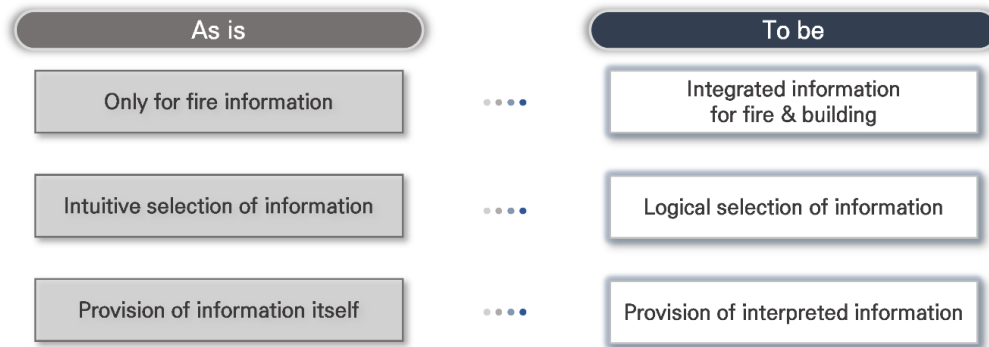 As is
To be
Only for fire information
Integrated information
for fire & building
Intuitive selection of information
Logical selection of information
Provision of information itself
Provision of interpreted information